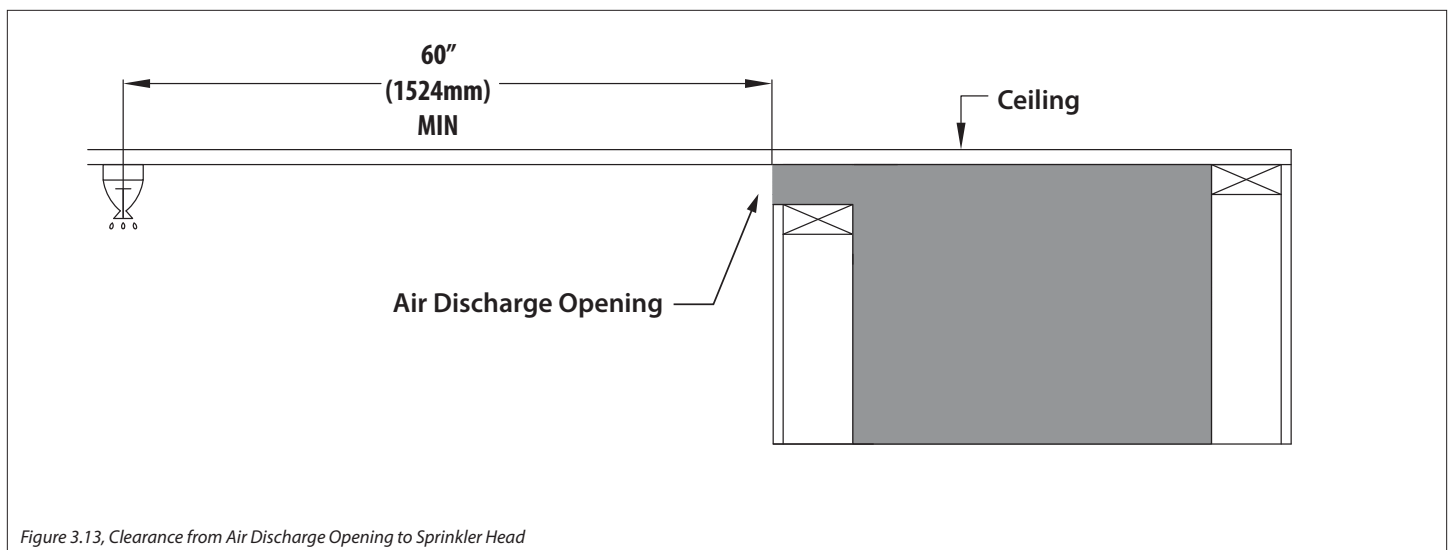 60"
(1524mm)
MIN
Ceiling
Air Discharge Opening
Figure 3.13, Clearance from Air Discharge Opening to Sprinkler Head